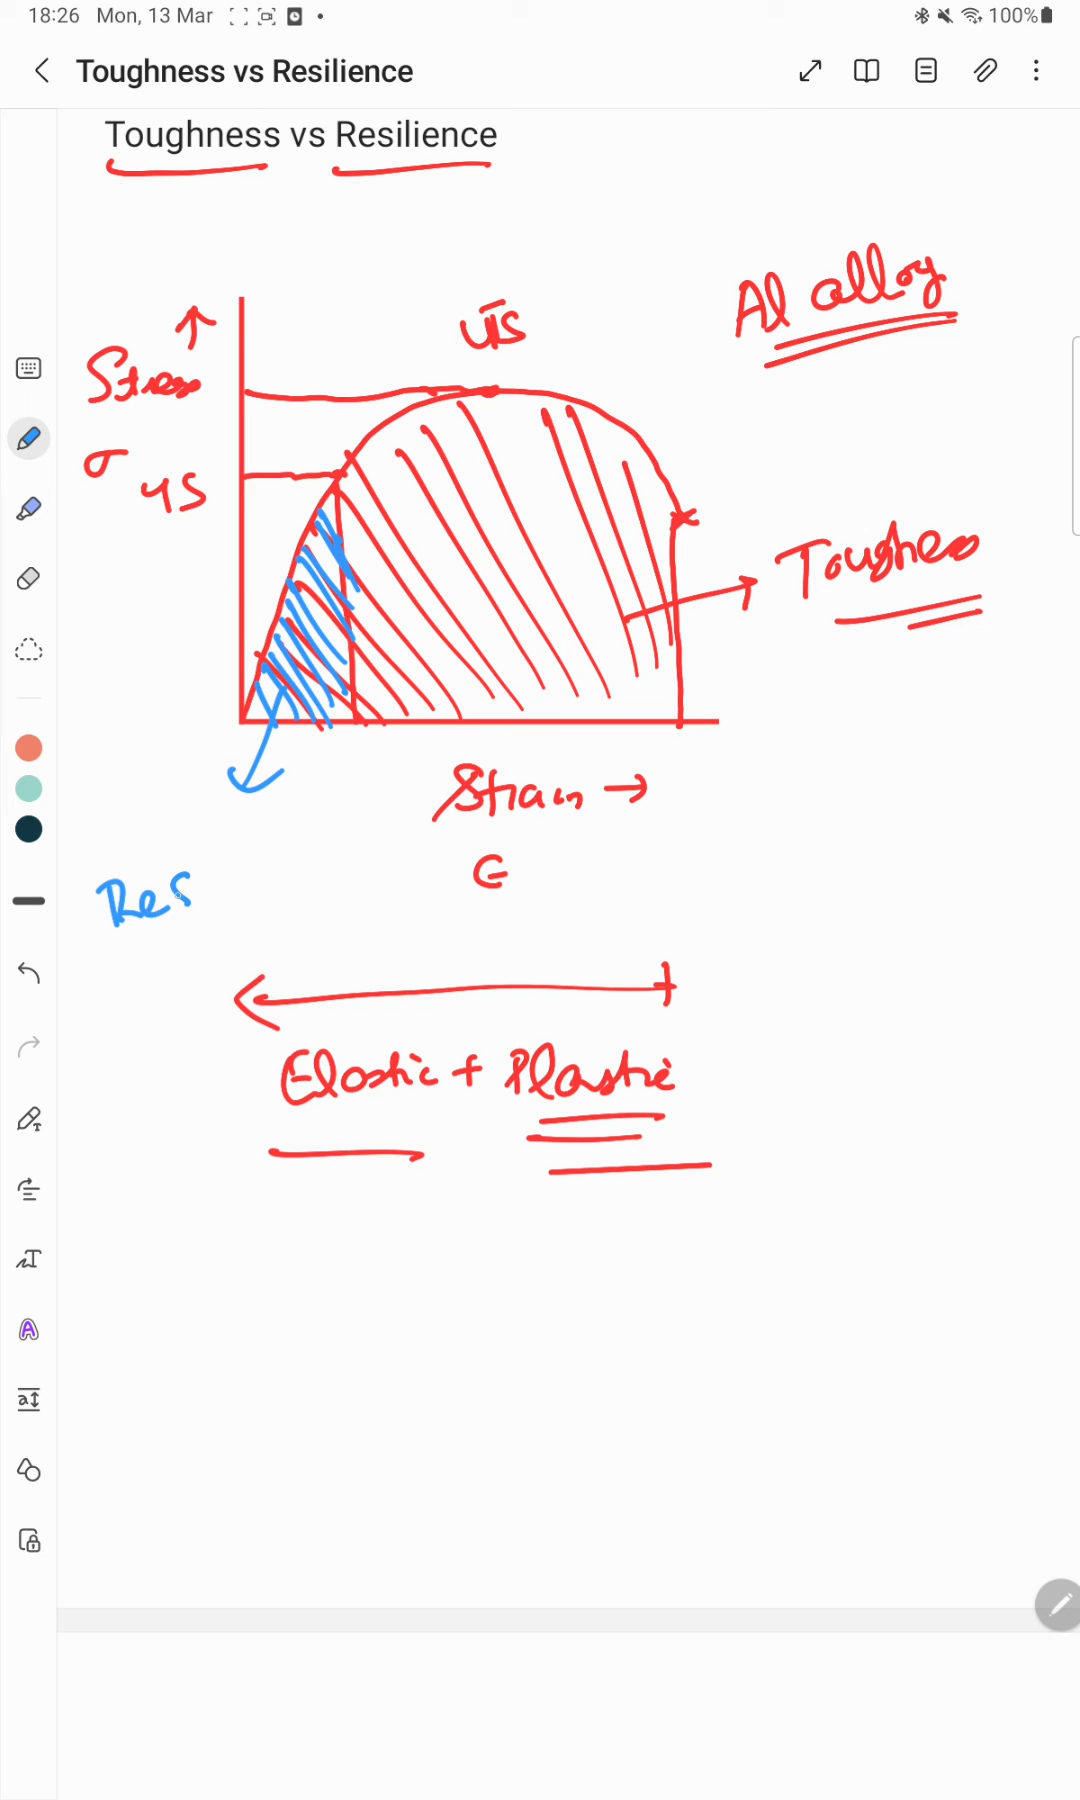 18:26 Mon, 13 Mar 100%
Toughness vs Resilience
Toughness vs Resilience
Al alloy
UTS
Stress
σ
YS
Toughness
Strain →
ϵ
Res
Elastic + Plastic